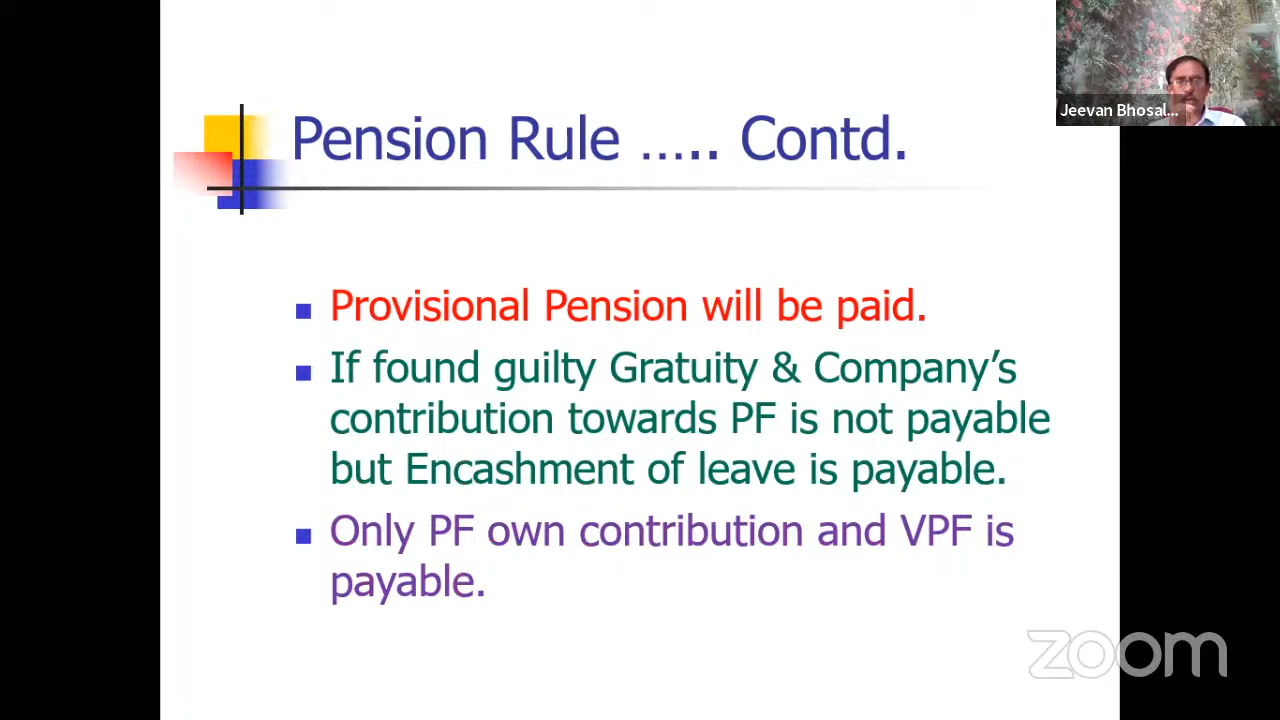 Jeevan Bhosal...
Pension Rule ….. Contd.
Provisional Pension will be paid.
If found guilty Gratuity & Company’s
contribution towards PF is not payable
but Encashment of leave is payable.
Only PF own contribution and VPF is
payable.
zoom